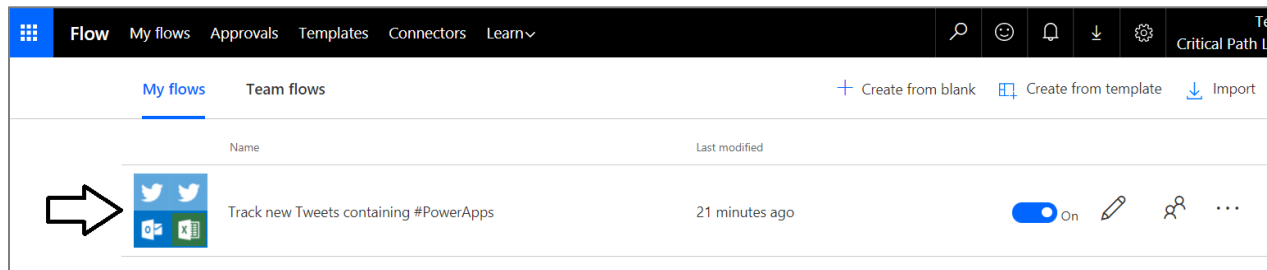 Flow My flows Approvals Templates Connectors Learn
Critical Path
My flows Team flows Create from blank Create from template Import
Name Last modified
Track new Tweets containing #PowerApps 21 minutes ago On